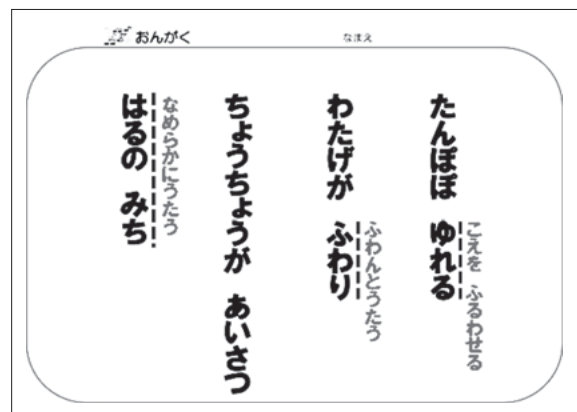 おんがく
なまえ
こえを ふるわせる
たんぽぽ ゆれる
ふわんとうたう
わたげが ふわり
ちょうちょうが あいさつ
なめらかにうたう
はるの みち